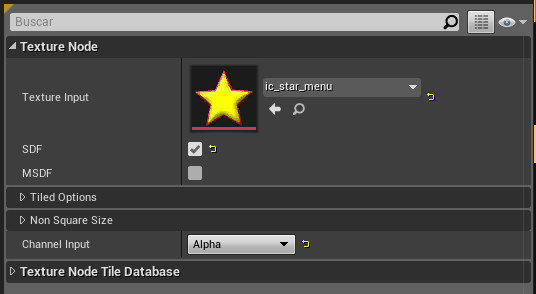 Buscar
Texture Node
Texture Input
ic_star_menu
SDF
MSDF
Tiled Options
Non Square Size
Channel Input
Alpha
Texture Node Tile Database